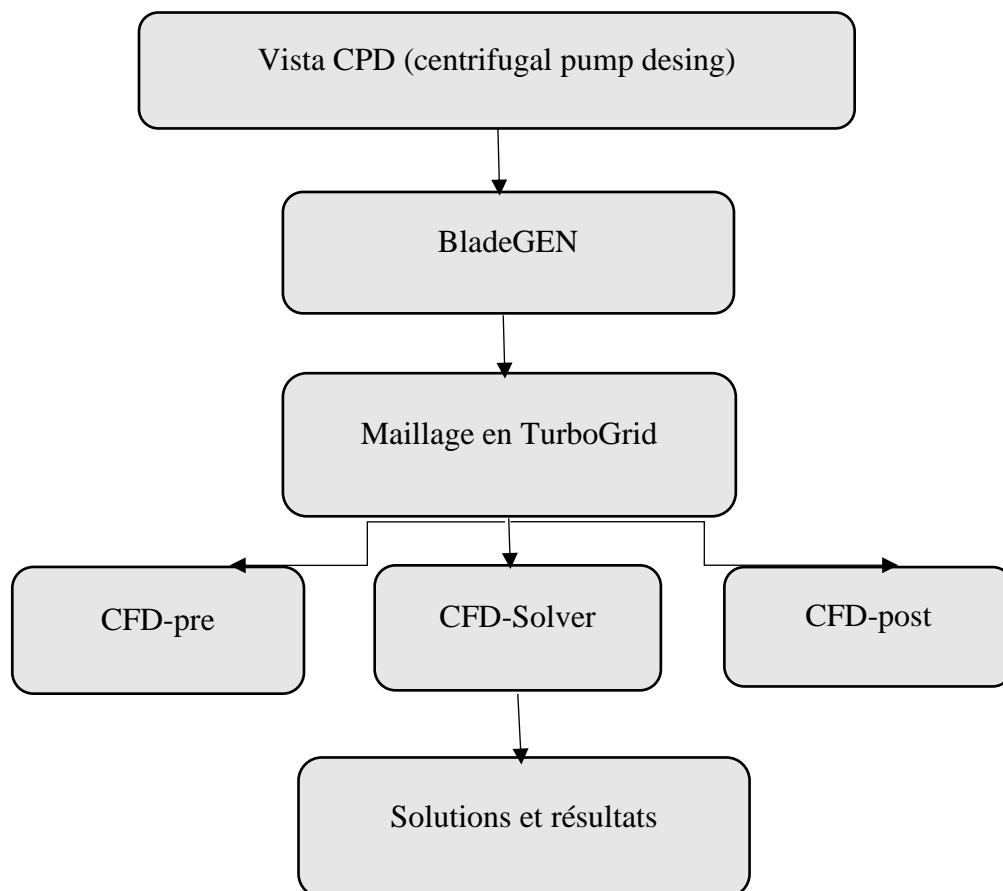 Vista CPD (centrifugal pump desing)
BladeGEN
Maillage en TurboGrid
CFD-pre
CFD-Solver
CFD-post
Solutions et résultats